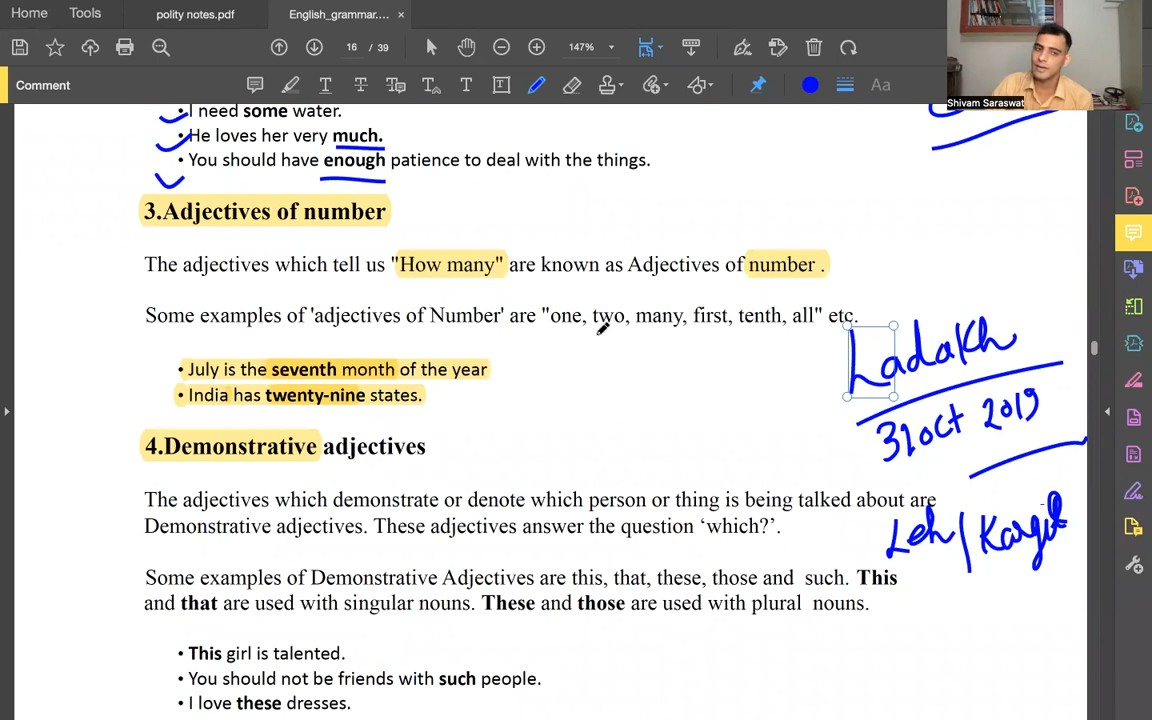 Home Tools polity notes.pdf English_grammar.... ×
16 / 39 147%
Comment Aa
Shivam Saraswat
• I need some water.
• He loves her very much.
• You should have enough patience to deal with the things.
3.Adjectives of number
The adjectives which tell us "How many" are known as Adjectives of number .
Some examples of 'adjectives of Number' are "one, two, many, first, tenth, all" etc.
• July is the seventh month of the year
• India has twenty-nine states.
Ladakh
31 Oct 2019
4.Demonstrative adjectives
The adjectives which demonstrate or denote which person or thing is being talked about are
Demonstrative adjectives. These adjectives answer the question ‘which?’.
Leh / Kargil
Some examples of Demonstrative Adjectives are this, that, these, those and such. This
and that are used with singular nouns. These and those are used with plural nouns.
• This girl is talented.
• You should not be friends with such people.
• I love these dresses.